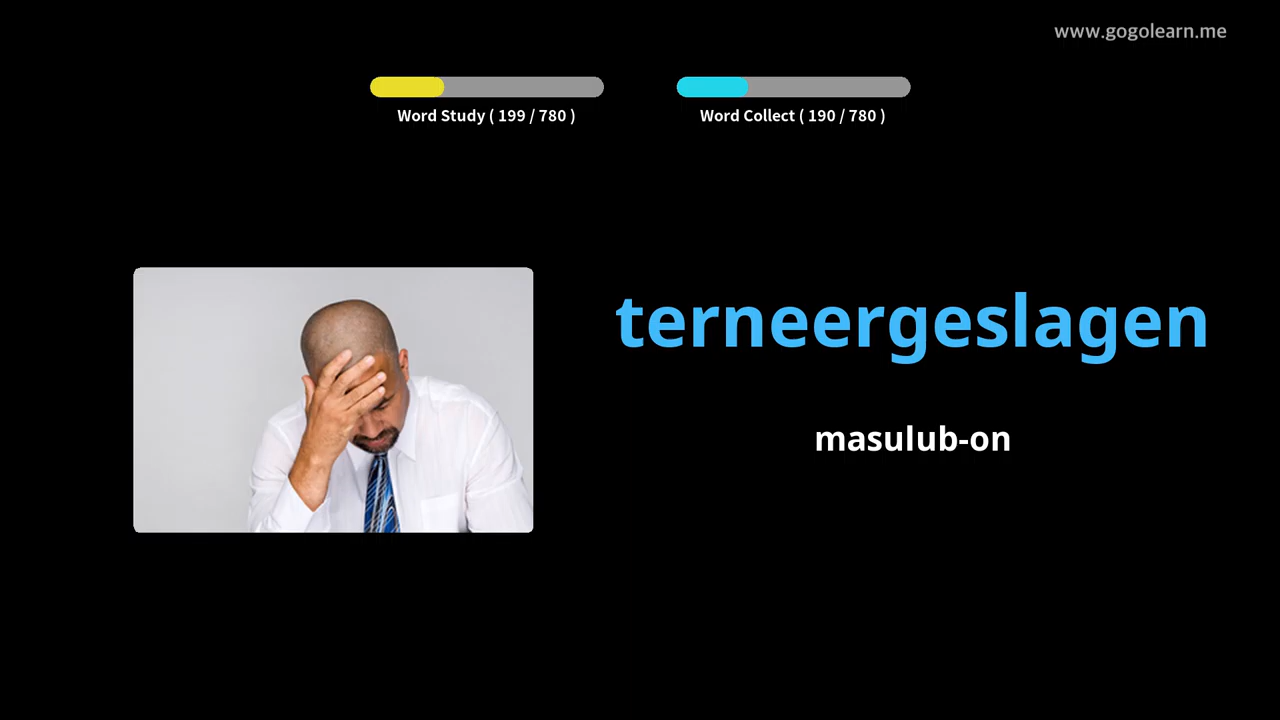 www.gogolearn.me
Word Study ( 199 / 780 )
Word Collect ( 190 / 780 )
terneergeslagen
masulub-on